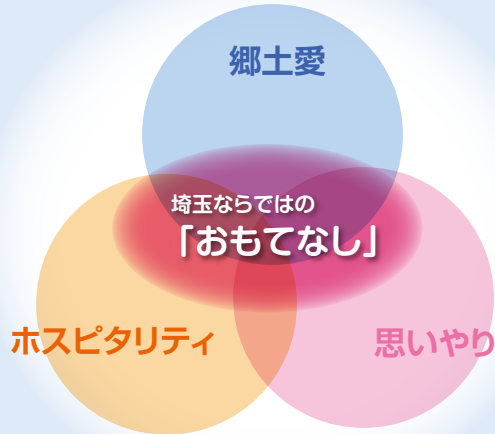 郷土愛
埼玉ならではの
「おもてなし」
ホスピタリティ
思いやり